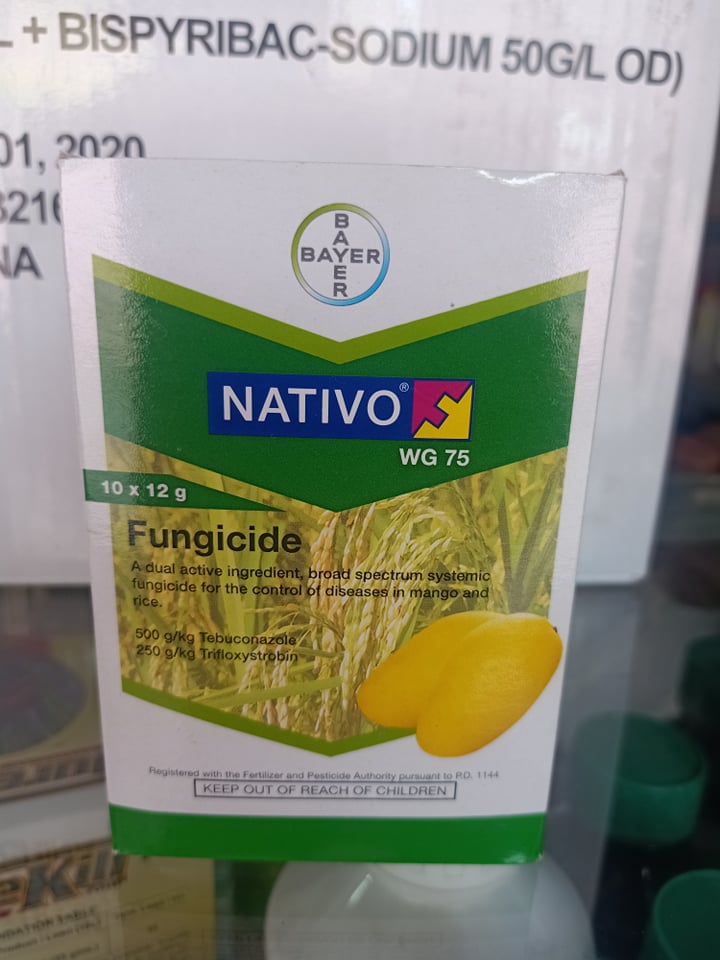 + BISPYRIBAC-SODIUM 50G/L OD)
01, 2020
BAYER
BAYER
NATIVO®
WG 75
10 x 12 g
Fungicide
A dual active ingredient, broad spectrum systemic
fungicide for the control of diseases in mango and
rice.
500 g/kg Tebuconazole
250 g/kg Trifloxystrobin
Registered with the Fertilizer and Pesticide Authority pursuant to P.D. 1144
KEEP OUT OF REACH OF CHILDREN